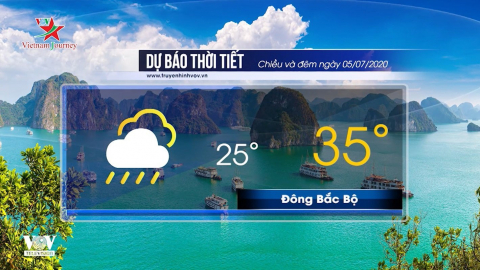 VOV
Vietnam Journey
DỰ BÁO THỜI TIẾT
Chiều và đêm ngày 05/07/2020
www.truyenhinhvov.vn
25°
35°
Đông Bắc Bộ
VOV